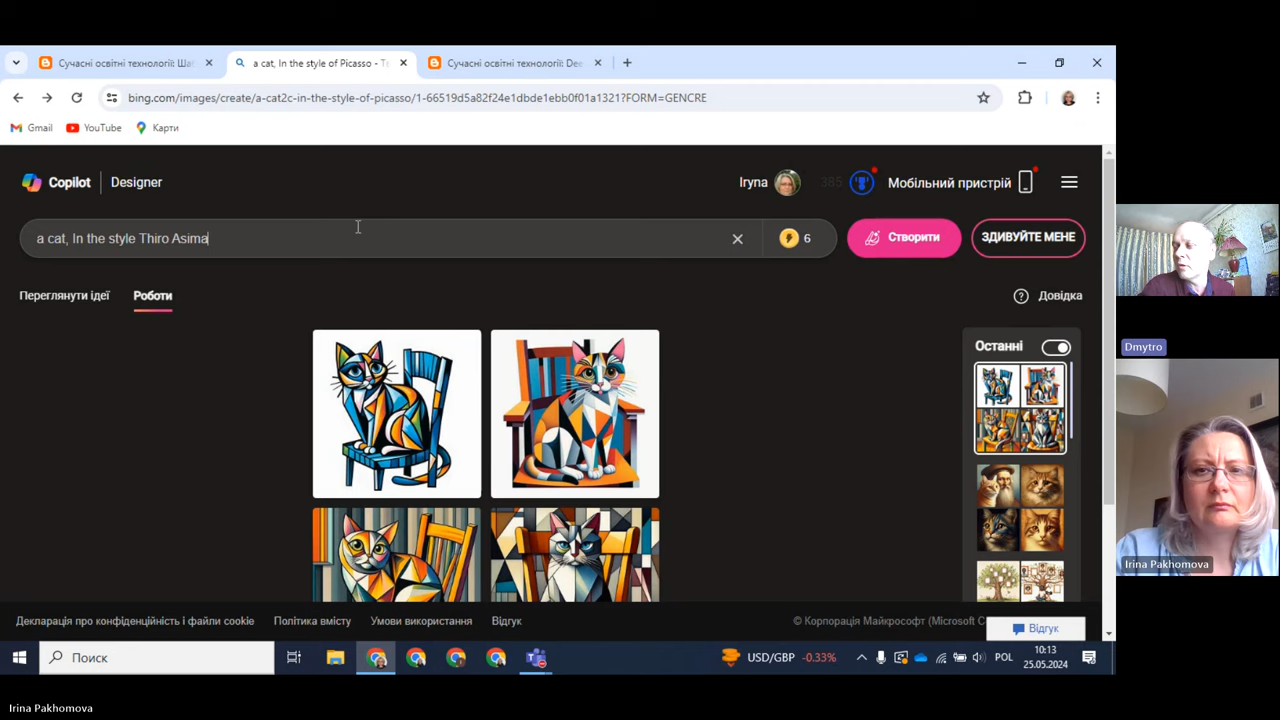 Сучасні освітні технології: Шаг
a cat, In the style of Picasso - Te
Сучасні освітні технології: Dee
bing.com/images/create/a-cat2c-in-the-style-of-picasso/1-66519d5a82f24e1dbde1ebb0f01a1321?FORM=GENCRE
Gmail
YouTube
Карти
Copilot
Designer
Iryna
385
Мобільний пристрій
a cat, In the style Thiro Asima
6
Створити
ЗДИВУЙТЕ МЕНЕ
Переглянути ідеї
Роботи
Довідка
Останні
Dmytro
Irina Pakhomova
Декларація про конфіденційність і файли cookie
Політика вмісту
Умови використання
Відгук
© Корпорація Майкрософт (Microsoft C
Відгук
Поиск
USD/GBP
-0.33%
POL
10:13
25.05.2024
Irina Pakhomova